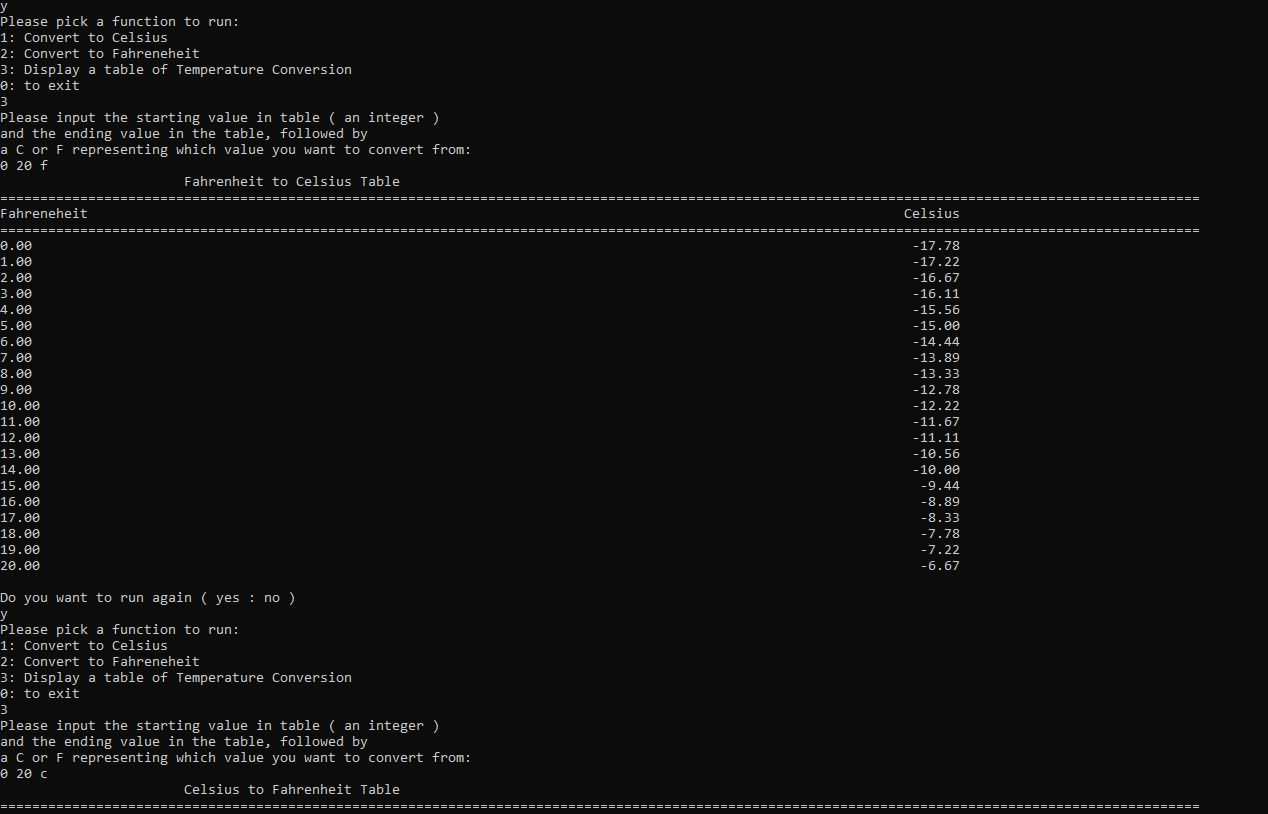 y
Please pick a function to run:
1: Convert to Celsius
2: Convert to Fahreneheit
3: Display a table of Temperature Conversion
0: to exit
3
Please input the starting value in table ( an integer )
and the ending value in the table, followed by
a C or F representing which value you want to convert from:
0 20 f
Fahrenheit to Celsius Table
======================================================================================================================================================
Fahreneheit Celsius
======================================================================================================================================================
0.00 -17.78
1.00 -17.22
2.00 -16.67
3.00 -16.11
4.00 -15.56
5.00 -15.00
6.00 -14.44
7.00 -13.89
8.00 -13.33
9.00 -12.78
10.00 -12.22
11.00 -11.67
12.00 -11.11
13.00 -10.56
14.00 -10.00
15.00 -9.44
16.00 -8.89
17.00 -8.33
18.00 -7.78
19.00 -7.22
20.00 -6.67
Do you want to run again ( yes : no )
y
Please pick a function to run:
1: Convert to Celsius
2: Convert to Fahreneheit
3: Display a table of Temperature Conversion
0: to exit
3
Please input the starting value in table ( an integer )
and the ending value in the table, followed by
a C or F representing which value you want to convert from:
0 20 c
Celsius to Fahrenheit Table
======================================================================================================================================================